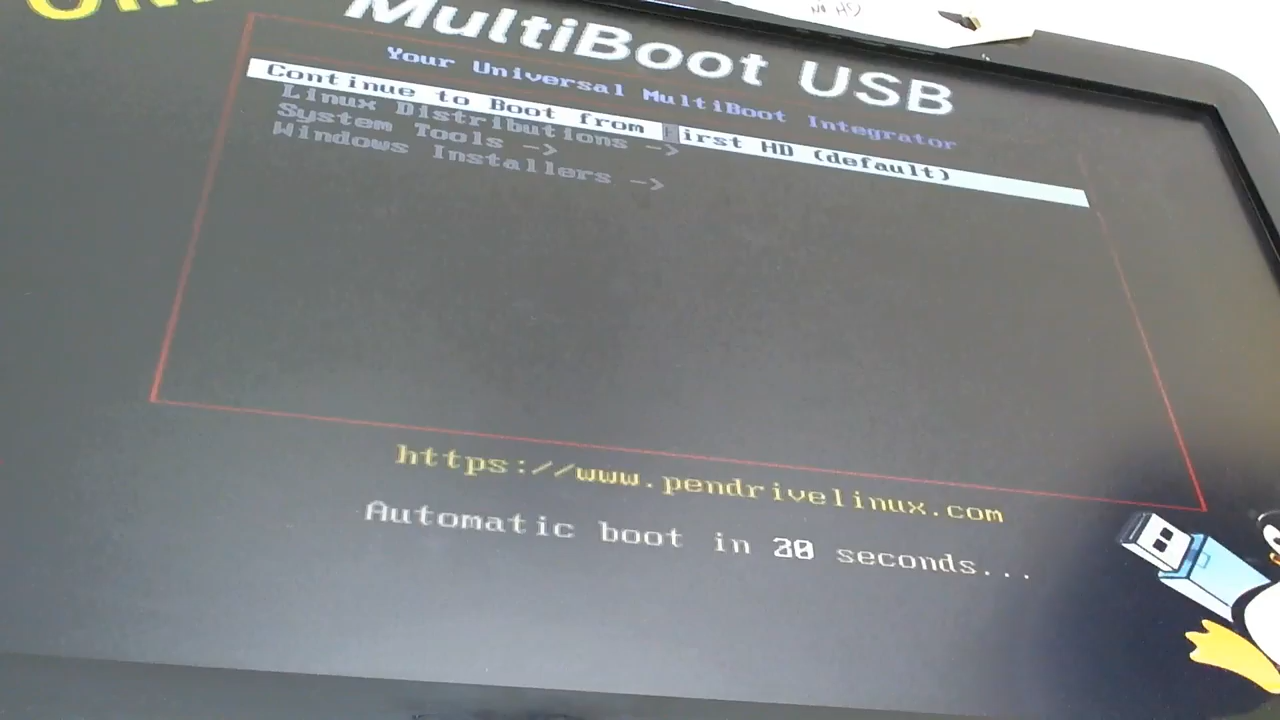 MultiBoot USB
Your Universal MultiBoot Integrator
Continue to Boot from First HD (default)
Linux Distributions ->
System Tools ->
Windows Installers ->
https://www.pendrivelinux.com
Automatic boot in seconds...